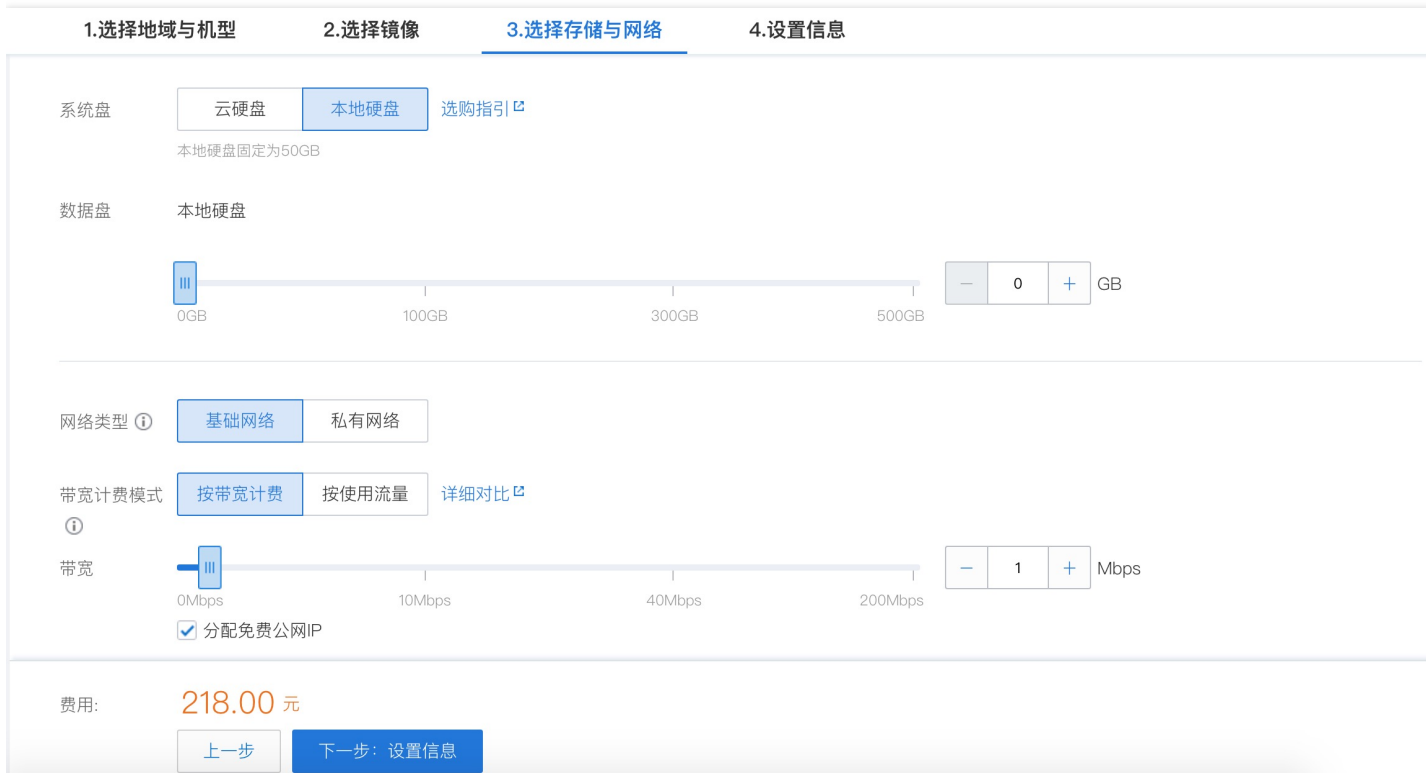 1.选择地域与机型 2.选择镜像 3.选择存储与网络 4.设置信息
系统盘 云硬盘 本地硬盘 选购指引
本地硬盘固定为50GB
数据盘 本地硬盘
0 GB
0GB 100GB 300GB 500GB
网络类型 基础网络 私有网络
带宽计费模式 按带宽计费 按使用流量 详细对比
带宽 1 Mbps
0Mbps 10Mbps 40Mbps 200Mbps
分配免费公网IP
费用: 218.00 元
上一步 下一步：设置信息